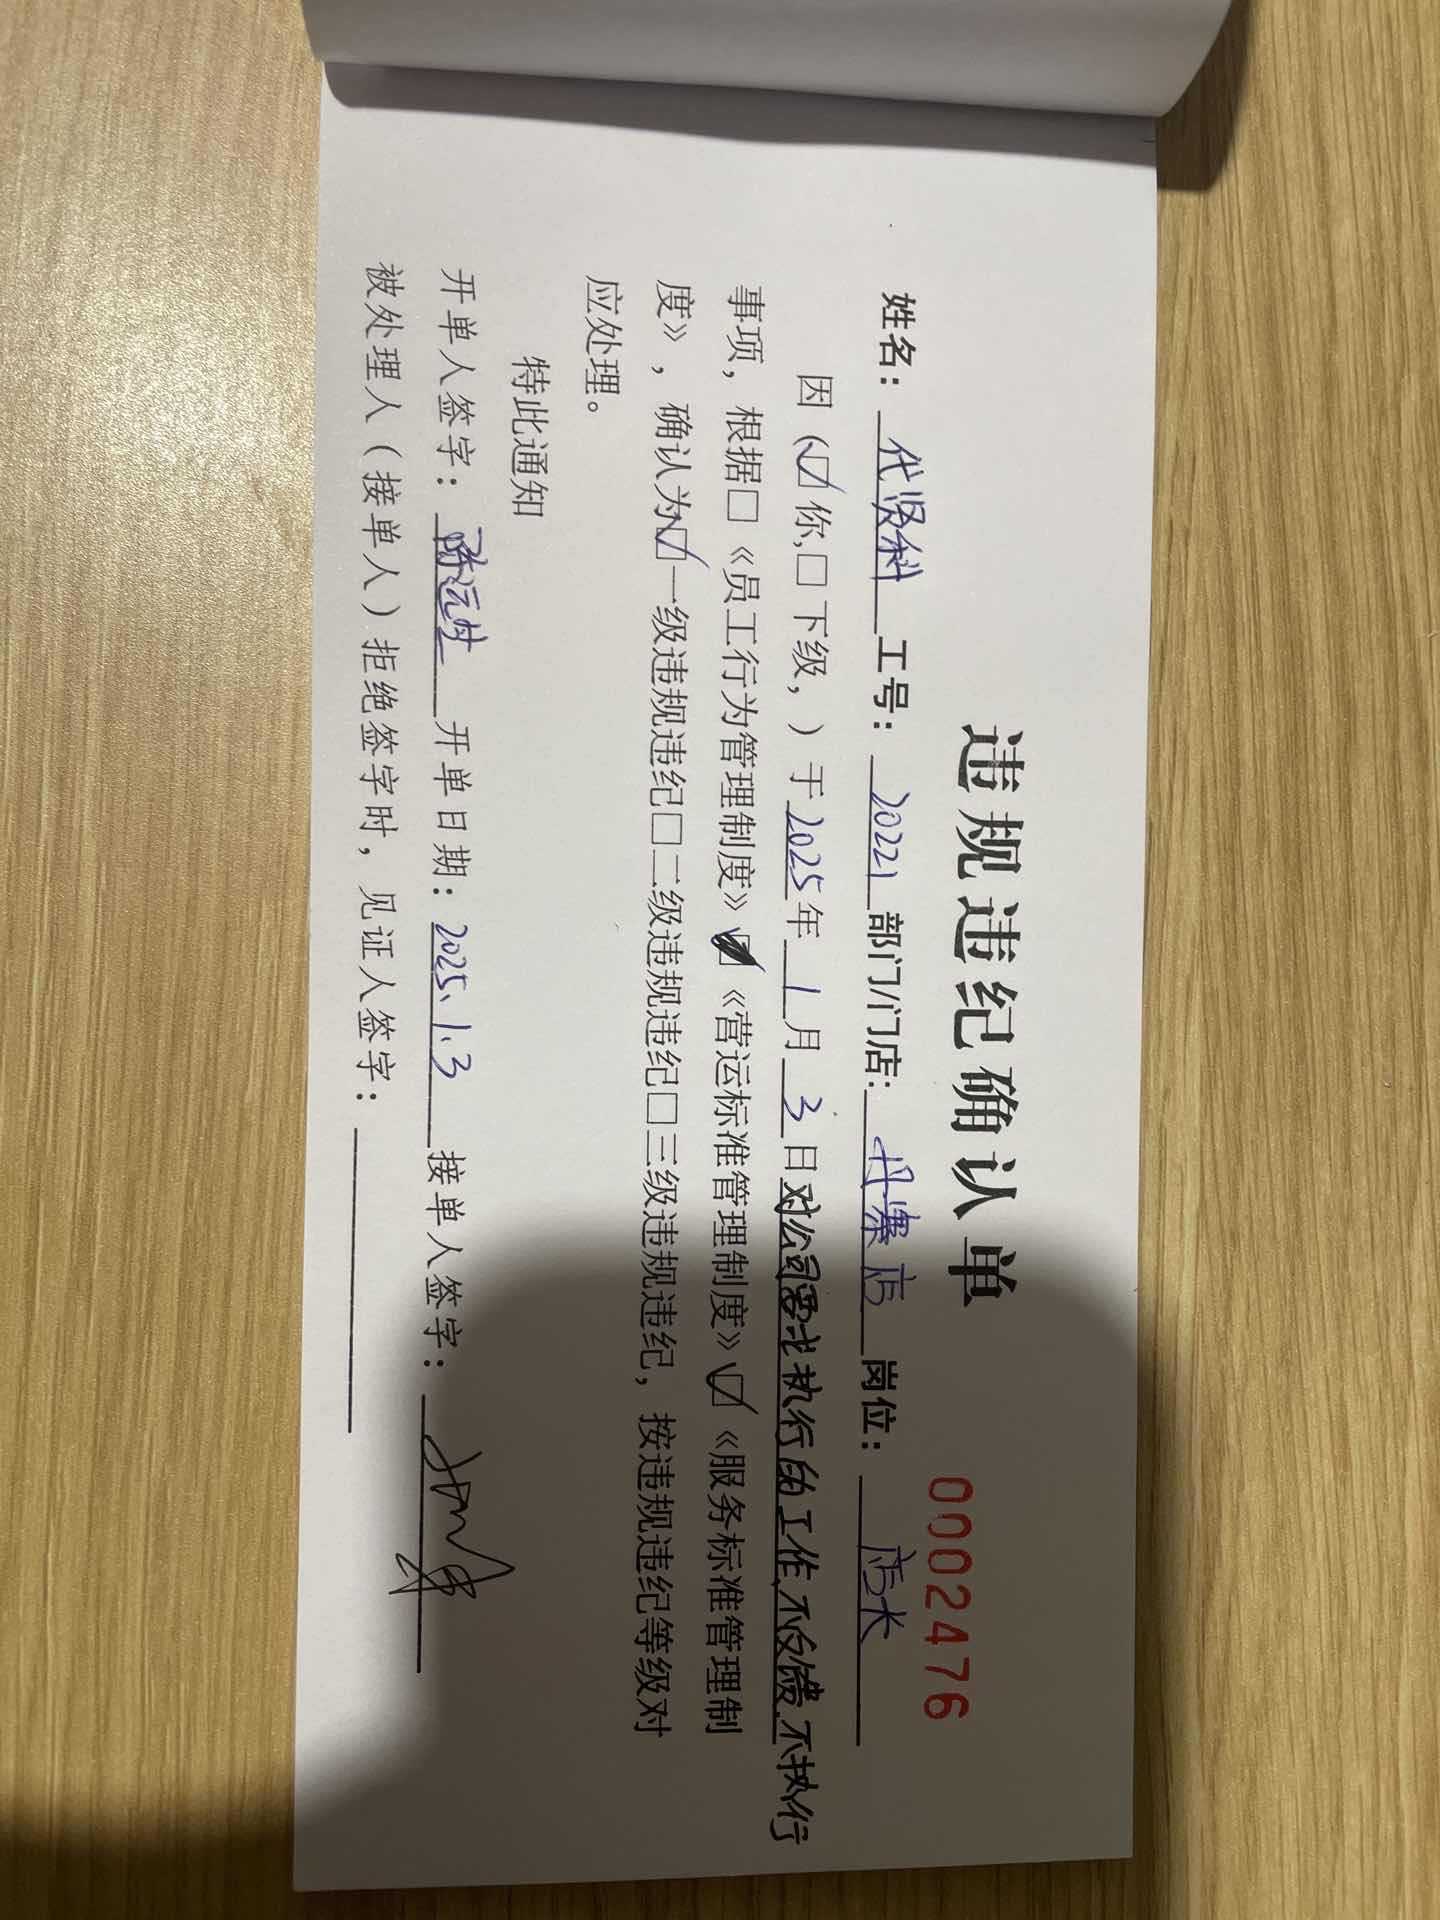 违规违纪确认单
0002476
姓名：代贤科 工号：20221 部门/门店：丹寨店 岗位：店长
因（☑你,□下级，）于2025年1月3日对公司要求执行的工作,不反馈,不执行
事项，根据□《员工行为管理制度》☑《营运标准管理制度》☑《服务标准管理制
度》，确认为☑一级违规违纪□二级违规违纪□三级违规违纪，按违规违纪等级对
应处理。
特此通知
开单人签字： 开单日期：2025.1.3 接单人签字：
被处理人（接单人）拒绝签字时，见证人签字：